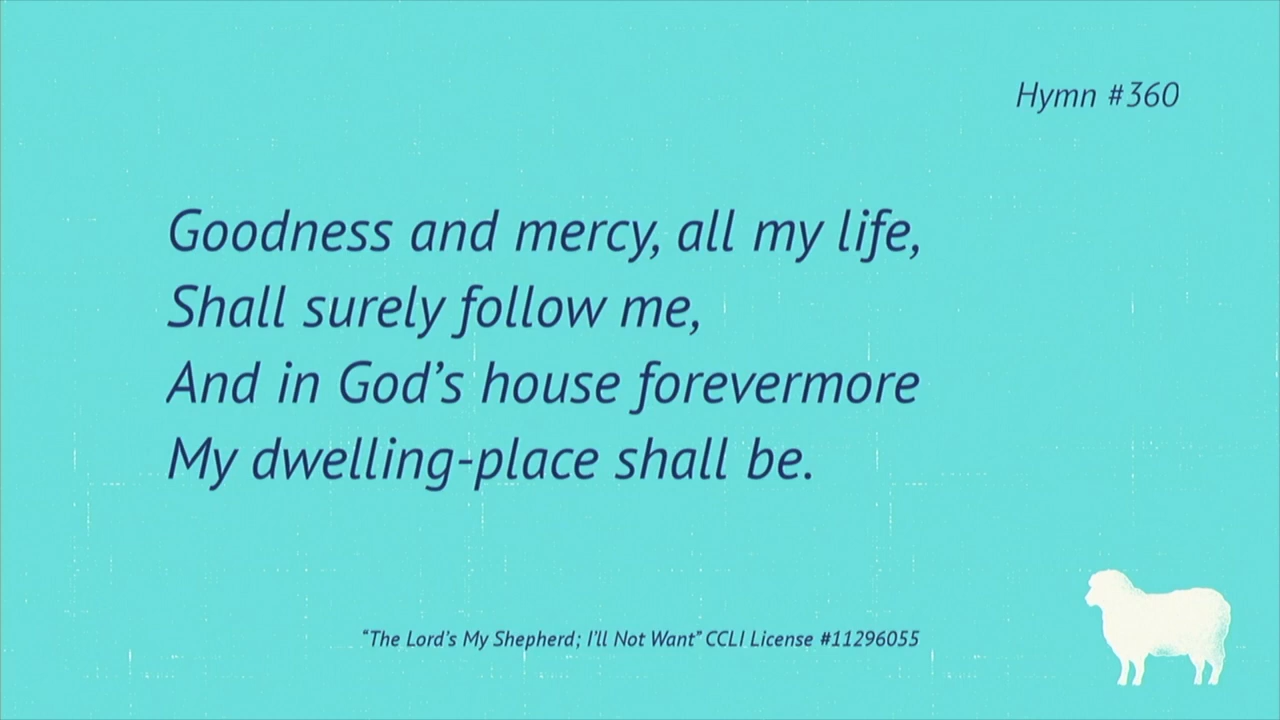 Hymn #360
Goodness and mercy, all my life,
Shall surely follow me,
And in God’s house forevermore
My dwelling-place shall be.
“The Lord’s My Shepherd; I’ll Not Want” CCLI License #11296055